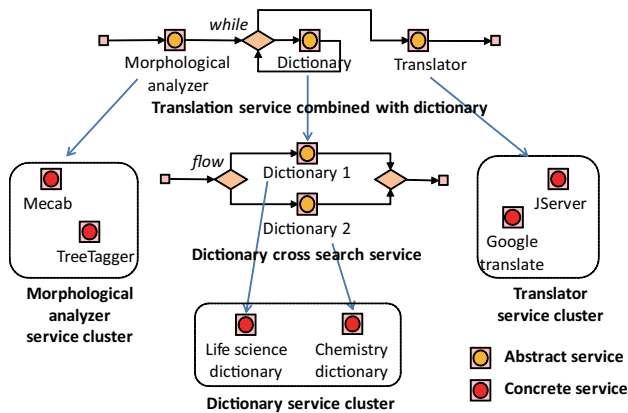 while
Morphological
analyzer
Dictionary
Translator
Translation service combined with dictionary
flow
Dictionary 1
Dictionary 2
Dictionary cross search service
Mecab
TreeTagger
Morphological
analyzer
service cluster
JServer
Google
translate
Translator
service cluster
Life science
dictionary
Chemistry
dictionary
Dictionary service cluster
Abstract service
Concrete service